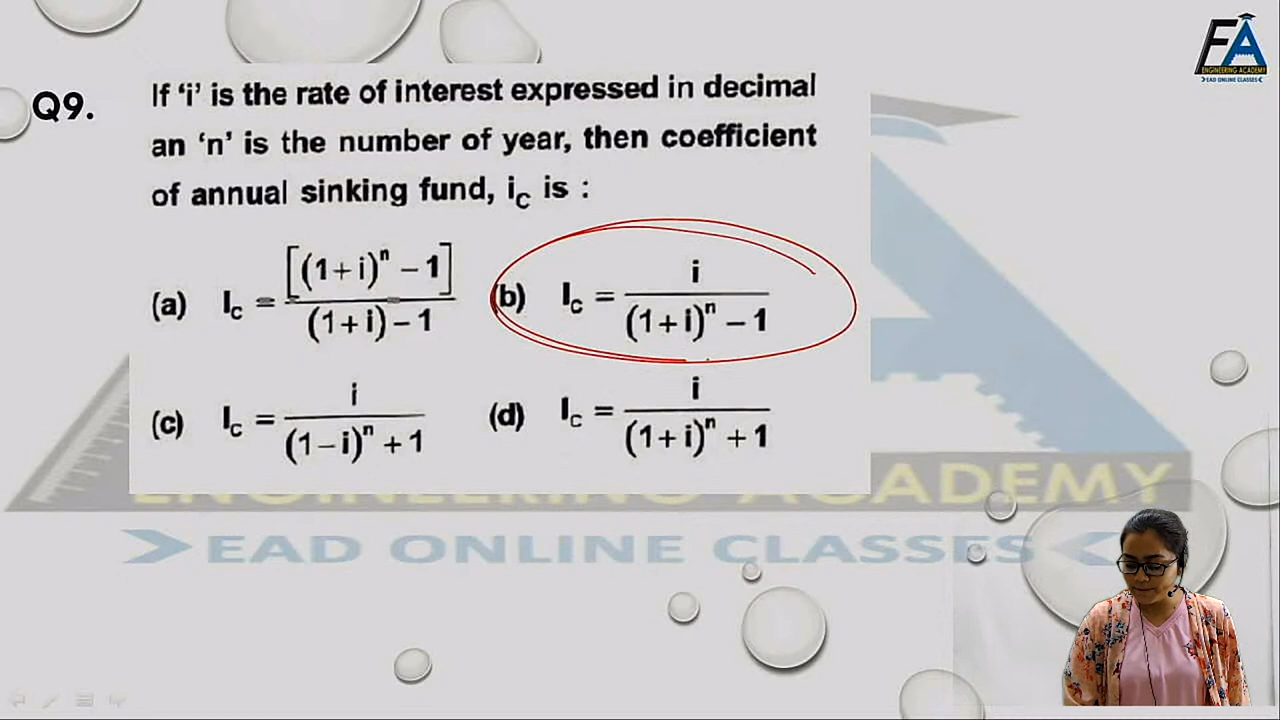 FA
ENGINEERING ACADEMY
EAD ONLINE CLASSES
Q9.
If ‘i’ is the rate of interest expressed in decimal
an ‘n’ is the number of year, then coefficient
of annual sinking fund, i_c is :
(a) I_c = [(1+i)^n − 1] / (1+i) − 1
(b) I_c = i / (1+i)^n − 1
(c) I_c = i / (1−i)^n + 1
(d) I_c = i / (1+i)^n + 1
ENGINEERING ACADEMY
EAD ONLINE CLASSES